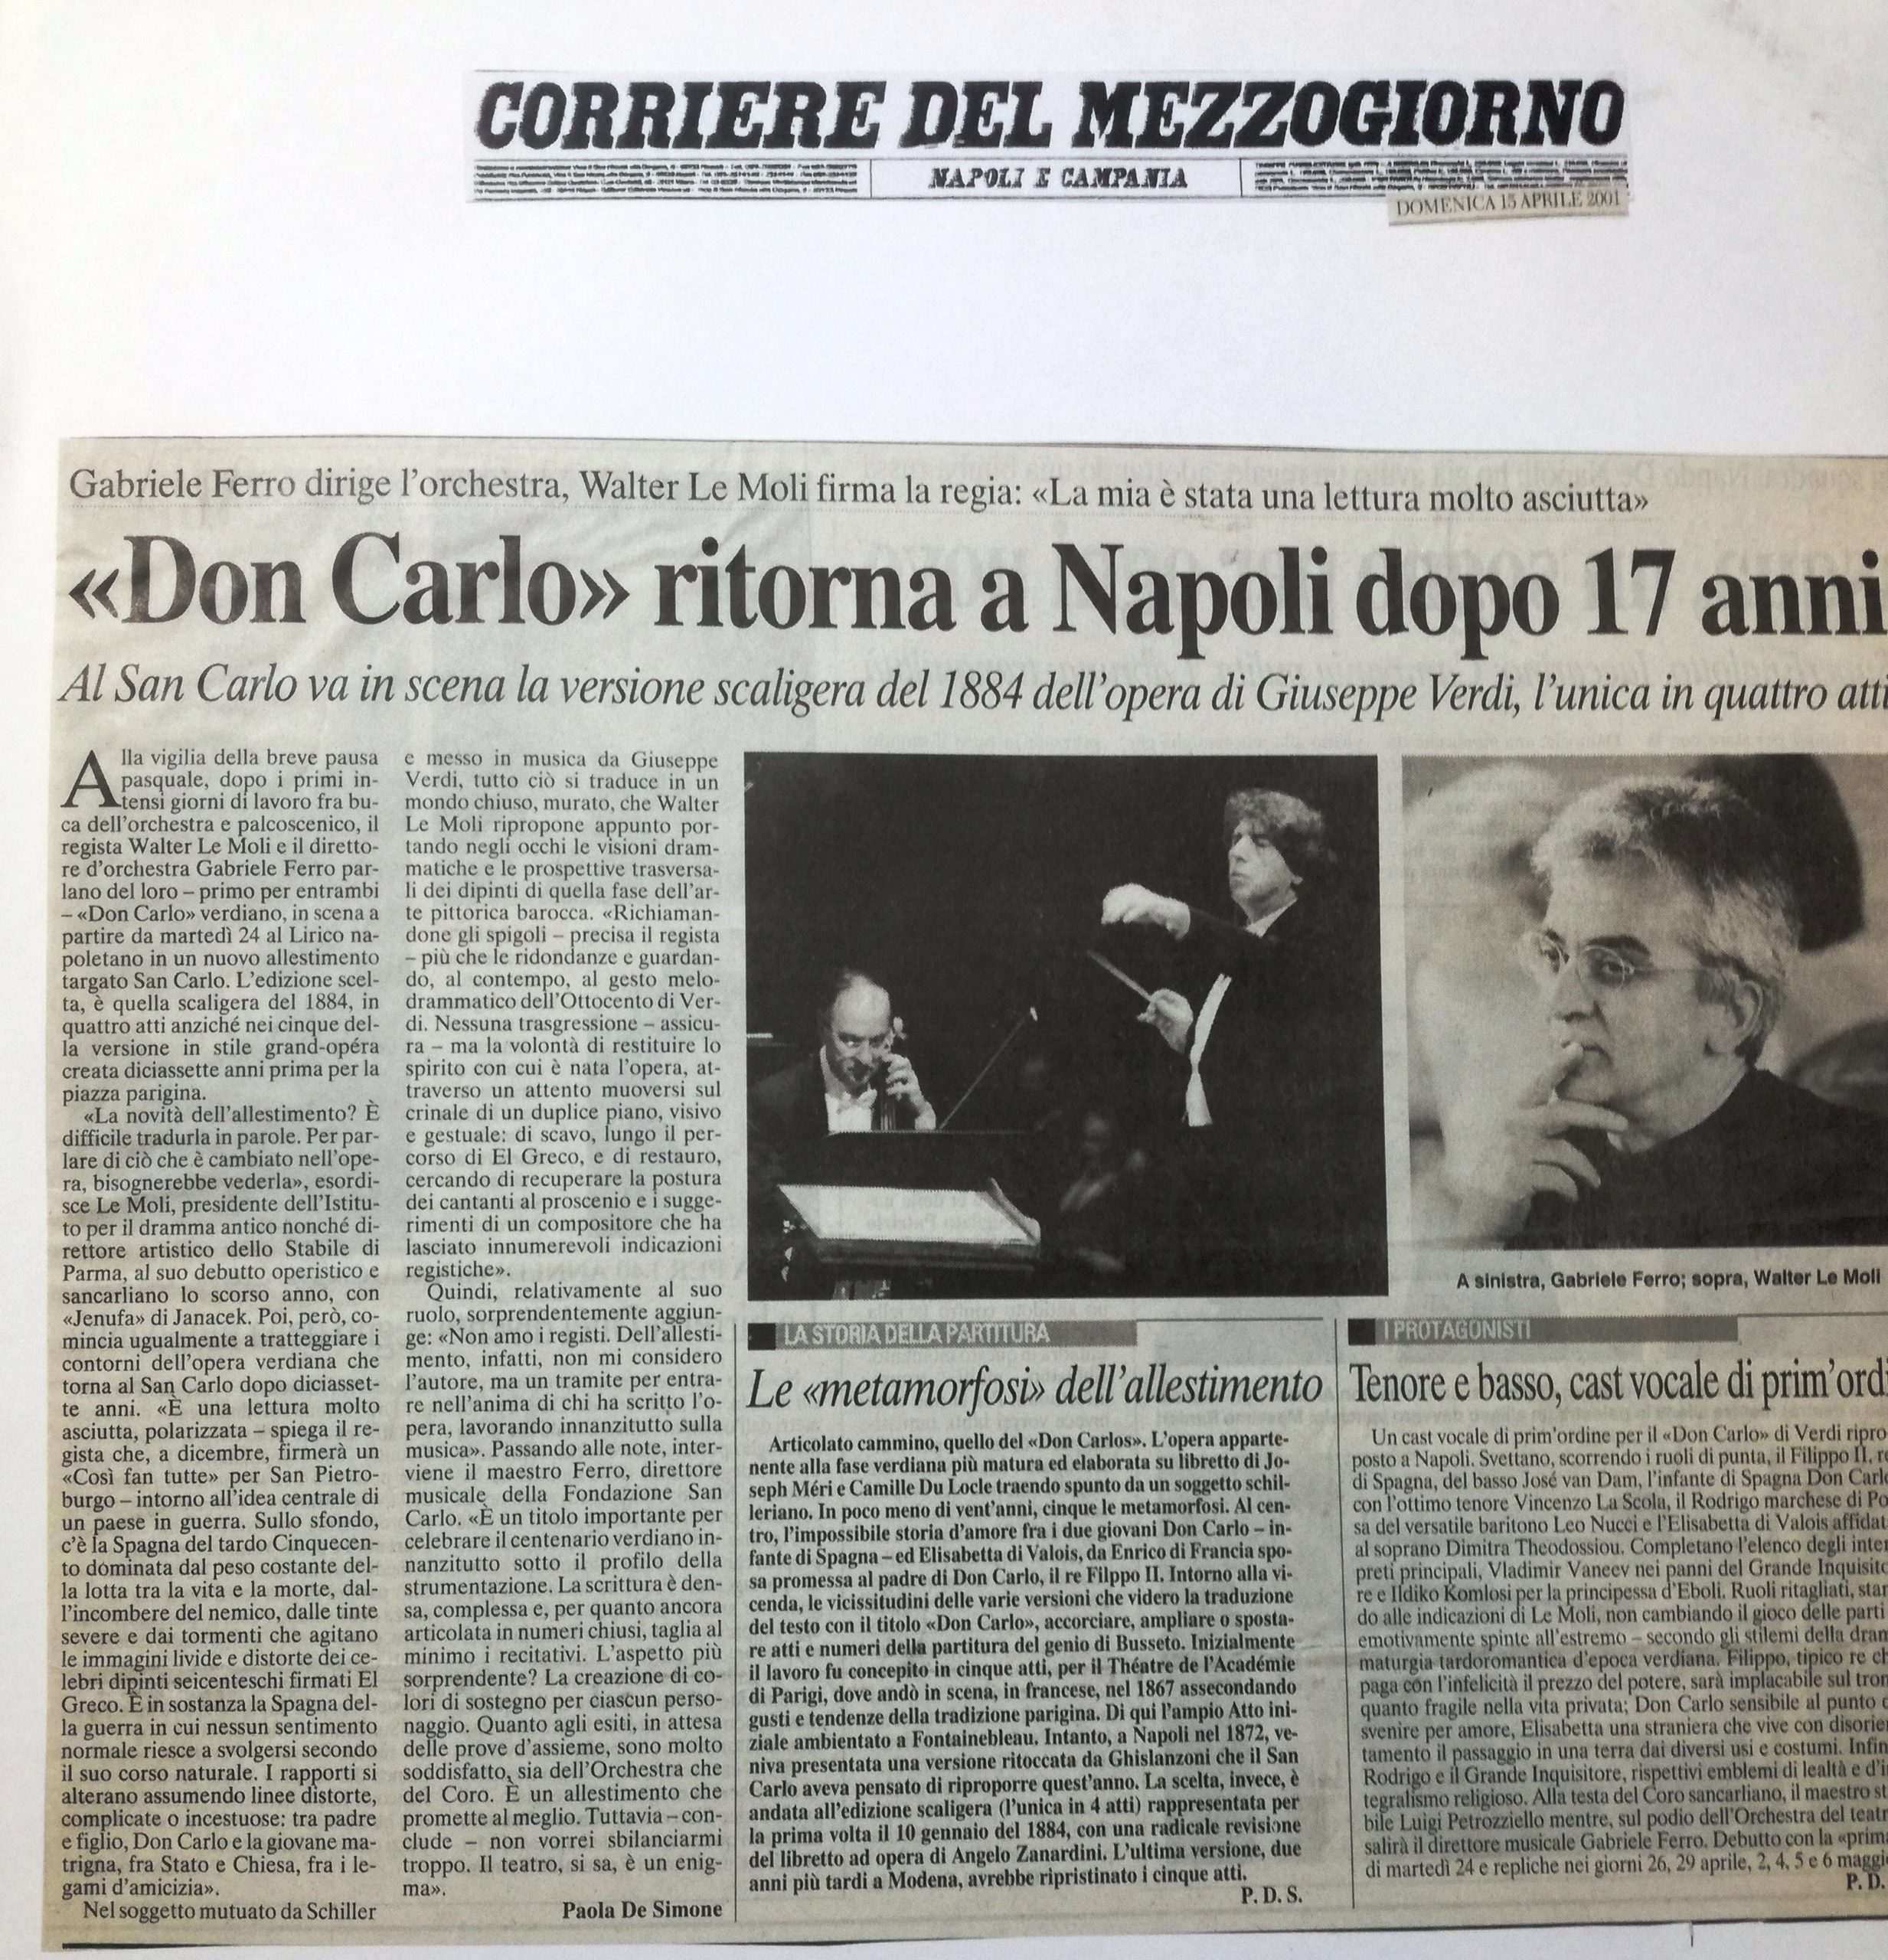 CORRIERE DEL MEZZOGIORNO
NAPOLI E CAMPANIA
DOMENICA 15 APRILE 2001
Gabriele Ferro dirige l'orchestra, Walter Le Moli firma la regia: «La mia è stata una lettura molto asciutta»
«Don Carlo» ritorna a Napoli dopo 17 anni
Al San Carlo va in scena la versione scaligera del 1884 dell'opera di Giuseppe Verdi, l'unica in quattro atti
Alla vigilia della breve pausa
pasquale, dopo i primi in-
tensi giorni di lavoro fra bu-
ca dell'orchestra e palcoscenico, il
regista Walter Le Moli e il diretto-
re d'orchestra Gabriele Ferro par-
lano del loro – primo per entrambi
– «Don Carlo» verdiano, in scena a
partire da martedì 24 al Lirico na-
poletano in un nuovo allestimento
targato San Carlo. L'edizione scel-
ta, è quella scaligera del 1884, in
quattro atti anziché nei cinque del-
la versione in stile grand-opéra
creata diciassette anni prima per la
piazza parigina.
«La novità dell'allestimento? È
difficile tradurla in parole. Per par-
lare di ciò che è cambiato nell'ope-
ra, bisognerebbe vederla», esordi-
sce Le Moli, presidente dell'Istitu-
to per il dramma antico nonché di-
rettore artistico dello Stabile di
Parma, al suo debutto operistico e
sancarliano lo scorso anno, con
«Jenufa» di Janacek. Poi, però, co-
mincia ugualmente a tratteggiare i
contorni dell'opera verdiana che
torna al San Carlo dopo diciasset-
te anni. «È una lettura molto
asciutta, polarizzata – spiega il re-
gista che, a dicembre, firmerà un
«Così fan tutte» per San Pietro-
burgo – intorno all'idea centrale di
un paese in guerra. Sullo sfondo,
c'è la Spagna del tardo Cinquecen-
to dominata dal peso costante del-
la lotta tra la vita e la morte, dal-
l'incombere del nemico, dalle tinte
severe e dai tormenti che agitano
le immagini livide e distorte dei ce-
lebri dipinti seicenteschi firmati El
Greco. È in sostanza la Spagna del-
la guerra in cui nessun sentimento
normale riesce a svolgersi secondo
il suo corso naturale. I rapporti si
alterano assumendo linee distorte,
complicate o incestuose: tra padre
e figlio, Don Carlo e la giovane ma-
trigna, fra Stato e Chiesa, fra i le-
gami d'amicizia».
Nel soggetto mutuato da Schiller
e messo in musica da Giuseppe
Verdi, tutto ciò si traduce in un
mondo chiuso, murato, che Walter
Le Moli ripropone appunto por-
tando negli occhi le visioni dram-
matiche e le prospettive trasversa-
li dei dipinti di quella fase dell'ar-
te pittorica barocca. «Richiaman-
done gli spigoli – precisa il regista
– più che le ridondanze e guardan-
do, al contempo, al gesto melo-
drammatico dell'Ottocento di Ver-
di. Nessuna trasgressione – assicu-
ra – ma la volontà di restituire lo
spirito con cui è nata l'opera, at-
traverso un attento muoversi sul
crinale di un duplice piano, visivo
e gestuale: di scavo, lungo il per-
corso di El Greco, e di restauro,
cercando di recuperare la postura
dei cantanti al proscenio e i sugge-
rimenti di un compositore che ha
lasciato innumerevoli indicazioni
registiche».
Quindi, relativamente al suo
ruolo, sorprendentemente aggiun-
ge: «Non amo i registi. Dell'allesti-
mento, infatti, non mi considero
l'autore, ma un tramite per entra-
re nell'anima di chi ha scritto l'o-
pera, lavorando innanzitutto sulla
musica». Passando alle note, inter-
viene il maestro Ferro, direttore
musicale della Fondazione San
Carlo. «È un titolo importante per
celebrare il centenario verdiano in-
nanzitutto sotto il profilo della
strumentazione. La scrittura è den-
sa, complessa e, per quanto ancora
articolata in numeri chiusi, taglia al
minimo i recitativi. L'aspetto più
sorprendente? La creazione di co-
lori di sostegno per ciascun perso-
naggio. Quanto agli esiti, in attesa
delle prove d'assieme, sono molto
soddisfatto, sia dell'Orchestra che
del Coro. È un allestimento che
promette al meglio. Tuttavia – con-
clude – non vorrei sbilanciarmi
troppo. Il teatro, si sa, è un enig-
ma».
Paola De Simone
A sinistra, Gabriele Ferro; sopra, Walter Le Moli
LA STORIA DELLA PARTITURA
Le «metamorfosi» dell'allestimento
Articolato cammino, quello del «Don Carlos». L'opera apparte-
nente alla fase verdiana più matura ed elaborata su libretto di Jo-
seph Méri e Camille Du Locle traendo spunto da un soggetto schil-
leriano. In poco meno di vent'anni, cinque le metamorfosi. Al cen-
tro, l'impossibile storia d'amore fra i due giovani Don Carlo – in-
fante di Spagna – ed Elisabetta di Valois, da Enrico di Francia spo-
sa promessa al padre di Don Carlo, il re Filppo II. Intorno alla vi-
cenda, le vicissitudini delle varie versioni che videro la traduzione
del testo con il titolo «Don Carlo», accorciare, ampliare o sposta-
re atti e numeri della partitura del genio di Busseto. Inizialmente
il lavoro fu concepito in cinque atti, per il Théatre de l'Académie
di Parigi, dove andò in scena, in francese, nel 1867 assecondando
gusti e tendenze della tradizione parigina. Di qui l'ampio Atto ini-
ziale ambientato a Fontainebleau. Intanto, a Napoli nel 1872, ve-
niva presentata una versione ritoccata da Ghislanzoni che il San
Carlo aveva pensato di riproporre quest'anno. La scelta, invece, è
andata all'edizione scaligera (l'unica in 4 atti) rappresentata per
la prima volta il 10 gennaio del 1884, con una radicale revisione
del libretto ad opera di Angelo Zanardini. L'ultima versione, due
anni più tardi a Modena, avrebbe ripristinato i cinque atti.
P. D. S.
I PROTAGONISTI
Tenore e basso, cast vocale di prim'ordi
Un cast vocale di prim'ordine per il «Don Carlo» di Verdi ripro
posto a Napoli. Svettano, scorrendo i ruoli di punta, il Filippo II, re
di Spagna, del basso José van Dam, l'infante di Spagna Don Carlo
con l'ottimo tenore Vincenzo La Scola, il Rodrigo marchese di Po
sa del versatile baritono Leo Nucci e l'Elisabetta di Valois affidat
al soprano Dimitra Theodossiou. Completano l'elenco degli inter
preti principali, Vladimir Vaneev nei panni del Grande Inquisito
re e Ildiko Komlosi per la principessa d'Eboli. Ruoli ritagliati, stan
do alle indicazioni di Le Moli, non cambiando il gioco delle parti
emotivamente spinte all'estremo – secondo gli stilemi della dram
maturgia tardoromantica d'epoca verdiana. Filippo, tipico re ch
paga con l'infelicità il prezzo del potere, sarà implacabile sul tron
quanto fragile nella vita privata; Don Carlo sensibile al punto d
svenire per amore, Elisabetta una straniera che vive con disorien
tamento il passaggio in una terra dai diversi usi e costumi. Infin
Rodrigo e il Grande Inquisitore, rispettivi emblemi di lealtà e d'in
tegralismo religioso. Alla testa del Coro sancarliano, il maestro st
bile Luigi Petrozziello mentre, sul podio dell'Orchestra del teatr
salirà il direttore musicale Gabriele Ferro. Debutto con la «prima
di martedì 24 e repliche nei giorni 26, 29 aprile, 2, 4, 5 e 6 maggio
P. D.